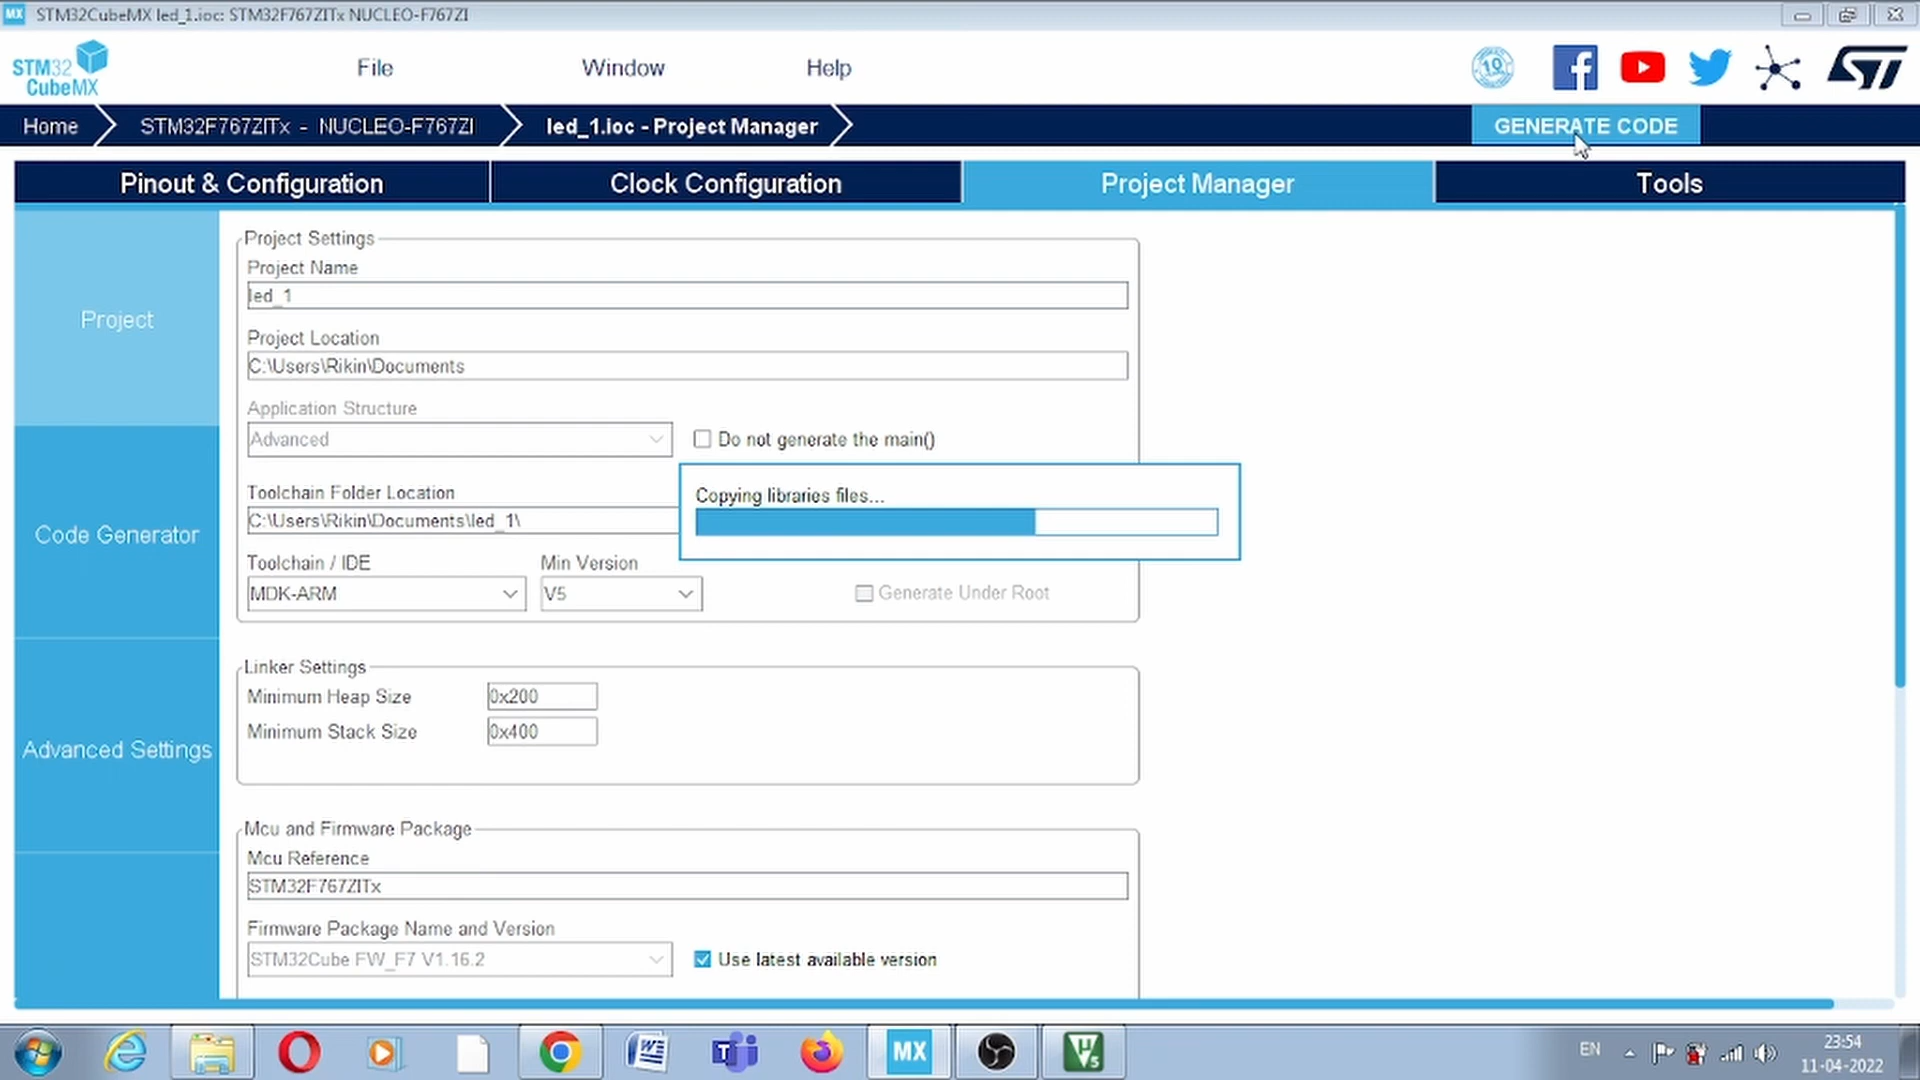 MX STM32CubeMX led_1.ioc: STM32F767ZITx NUCLEO-F767ZI
STM32
CubeMX
File
Window
Help
10
ST
Home
STM32F767ZITx - NUCLEO-F767ZI
led_1.ioc - Project Manager
GENERATE CODE
Pinout & Configuration
Clock Configuration
Project Manager
Tools
Project
Code Generator
Advanced Settings
Project Settings
Project Name
led_1
Project Location
C:\Users\Rikin\Documents
Application Structure
Advanced
Do not generate the main()
Toolchain Folder Location
C:\Users\Rikin\Documents\led_1\
Copying libraries files...
Toolchain / IDE
Min Version
MDK-ARM
V5
Generate Under Root
Linker Settings
Minimum Heap Size
0x200
Minimum Stack Size
0x400
Mcu and Firmware Package
Mcu Reference
STM32F767ZITx
Firmware Package Name and Version
STM32Cube FW_F7 V1.16.2
Use latest available version
MX
EN
23:54
11-04-2022